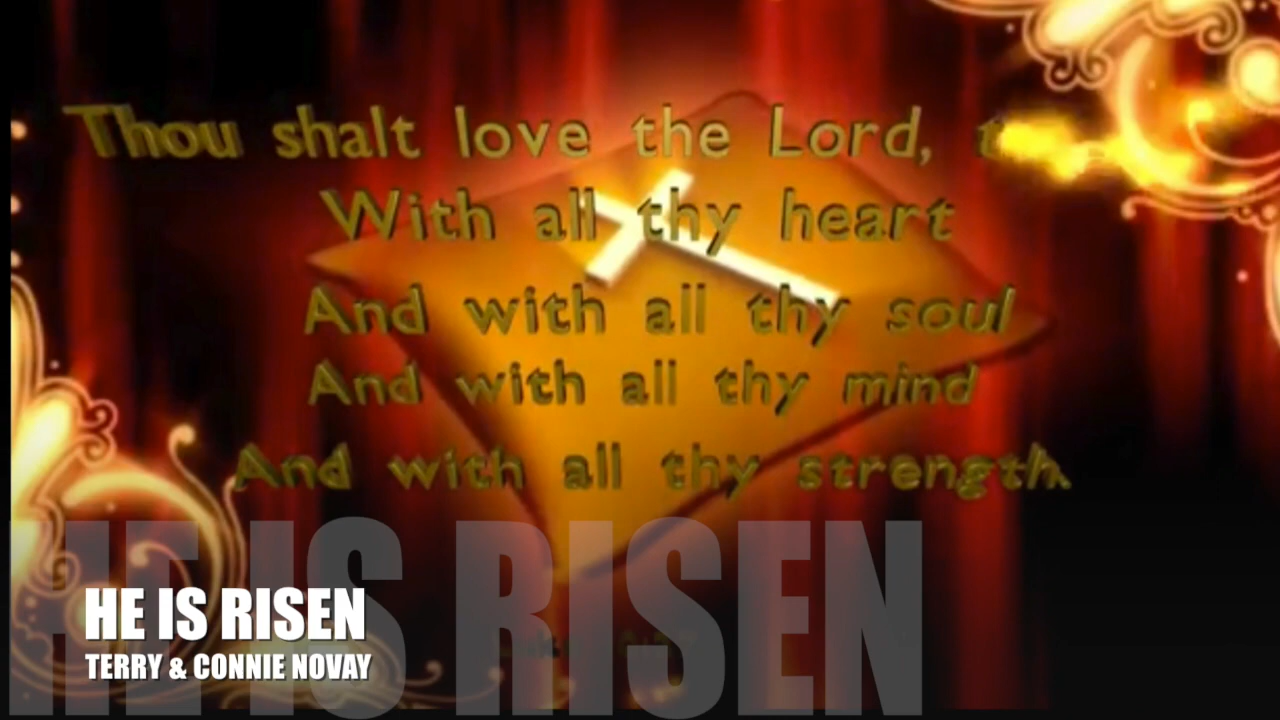 Thou shalt love the Lord,
With all thy heart
And with all thy soul
And with all thy mind
And with all thy strength.
HE IS RISEN
HE IS RISEN
TERRY & CONNIE NOVAY